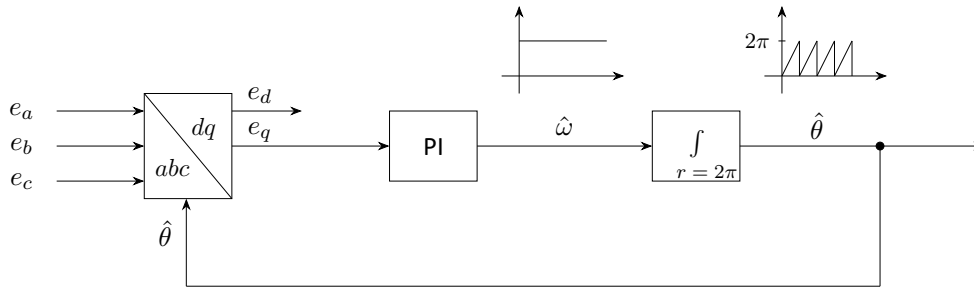 2π
e_a
e_b
e_c
dq
abc
e_d
e_q
PI
ω̂
∫
r = 2π
θ̂
θ̂